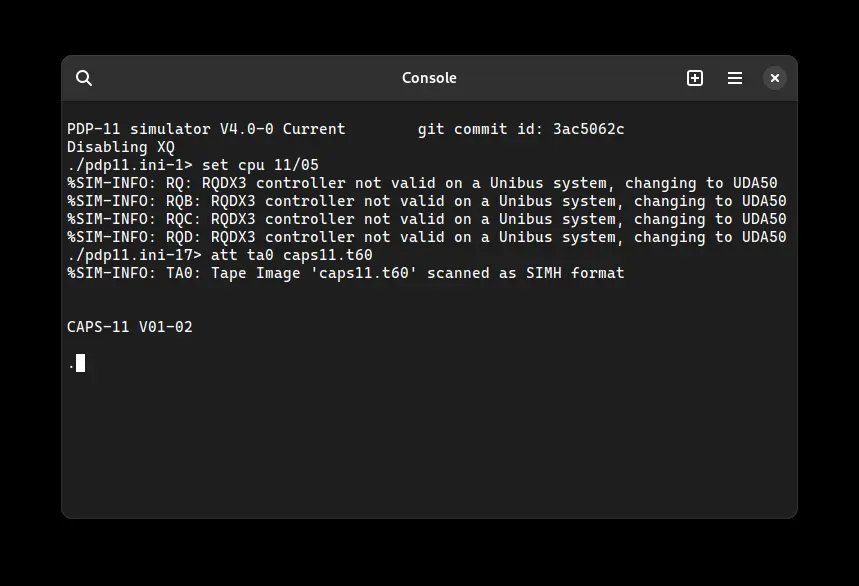 Console
PDP-11 simulator V4.0-0 Current        git commit id: 3ac5062c
Disabling XQ
./pdp11.ini-1> set cpu 11/05
%SIM-INFO: RQ: RQDX3 controller not valid on a Unibus system, changing to UDA50
%SIM-INFO: RQB: RQDX3 controller not valid on a Unibus system, changing to UDA50
%SIM-INFO: RQC: RQDX3 controller not valid on a Unibus system, changing to UDA50
%SIM-INFO: RQD: RQDX3 controller not valid on a Unibus system, changing to UDA50
./pdp11.ini-17> att ta0 caps11.t60
%SIM-INFO: TA0: Tape Image 'caps11.t60' scanned as SIMH format
CAPS-11 V01-02
.